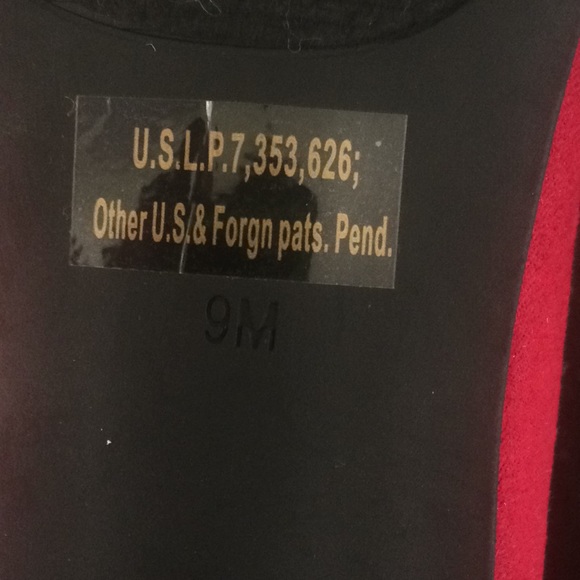 U.S.L.P.7,353,626;
Other U.S.& Forgn pats. Pend.
9M